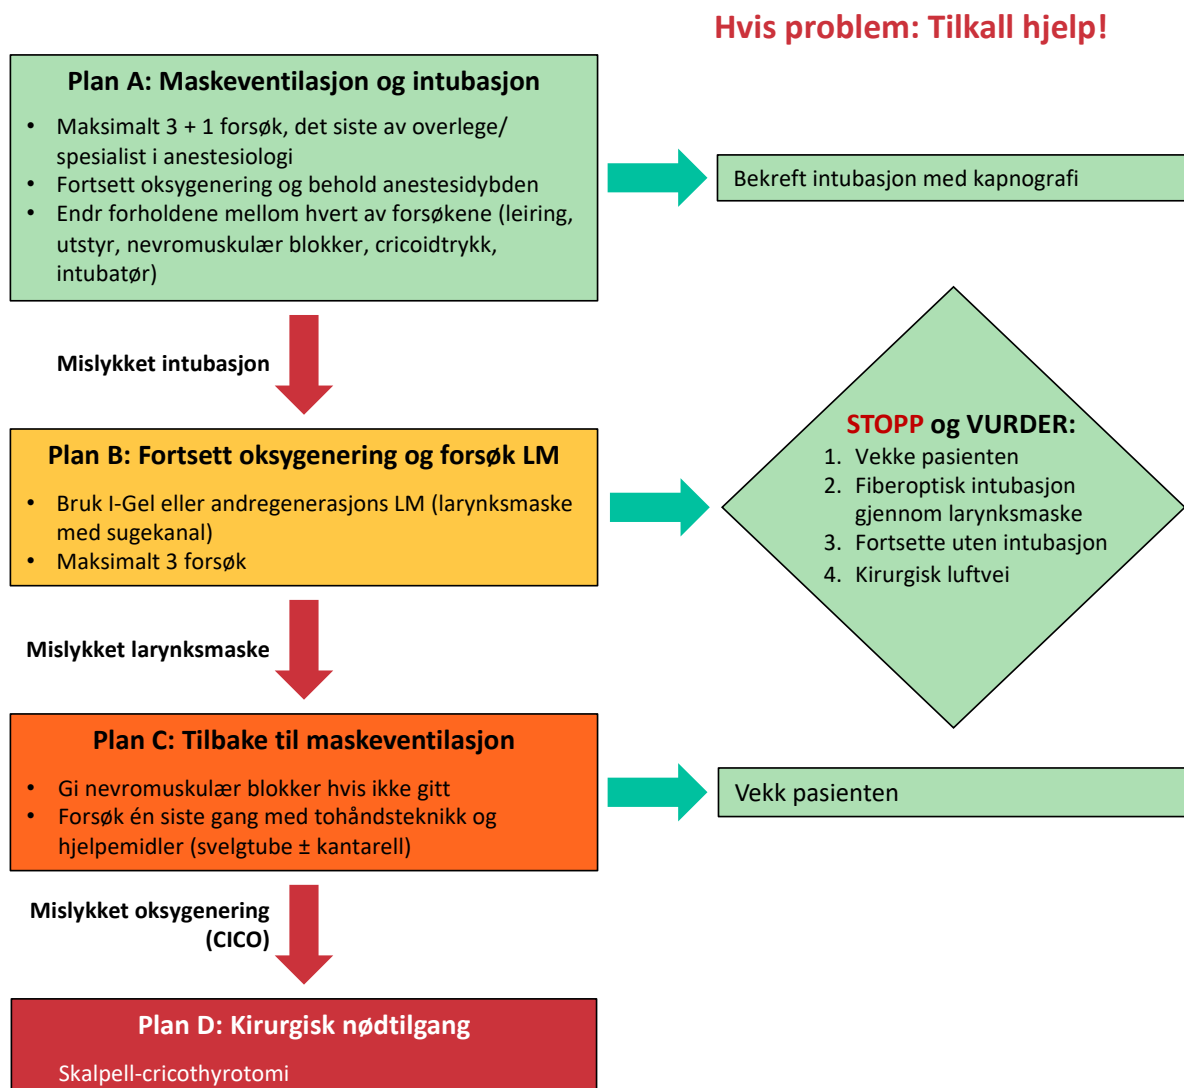 Hvis problem: Tilkall hjelp!
Plan A: Maskeventilasjon og intubasjon
• Maksimalt 3 + 1 forsøk, det siste av overlege/
spesialist i anestesiologi
• Fortsett oksygenering og behold anestesidybden
• Endr forholdene mellom hvert av forsøkene (leiring,
utstyr, nevromuskulær blokker, cricoidtrykk,
intubatør)
Bekreft intubasjon med kapnografi
Mislykket intubasjon
Plan B: Fortsett oksygenering og forsøk LM
• Bruk I-Gel eller andregenerasjons LM (larynksmaske
med sugekanal)
• Maksimalt 3 forsøk
STOPP og VURDER:
1. Vekke pasienten
2. Fiberoptisk intubasjon
gjennom larynksmaske
3. Fortsette uten intubasjon
4. Kirurgisk luftvei
Mislykket larynksmaske
Plan C: Tilbake til maskeventilasjon
• Gi nevromuskulær blokker hvis ikke gitt
• Forsøk én siste gang med tohåndsteknikk og
hjelpemidler (svelgtube ± kantarell)
Vekk pasienten
Mislykket oksygenering
(CICO)
Plan D: Kirurgisk nødtilgang
Skalpell-cricothyrotomi